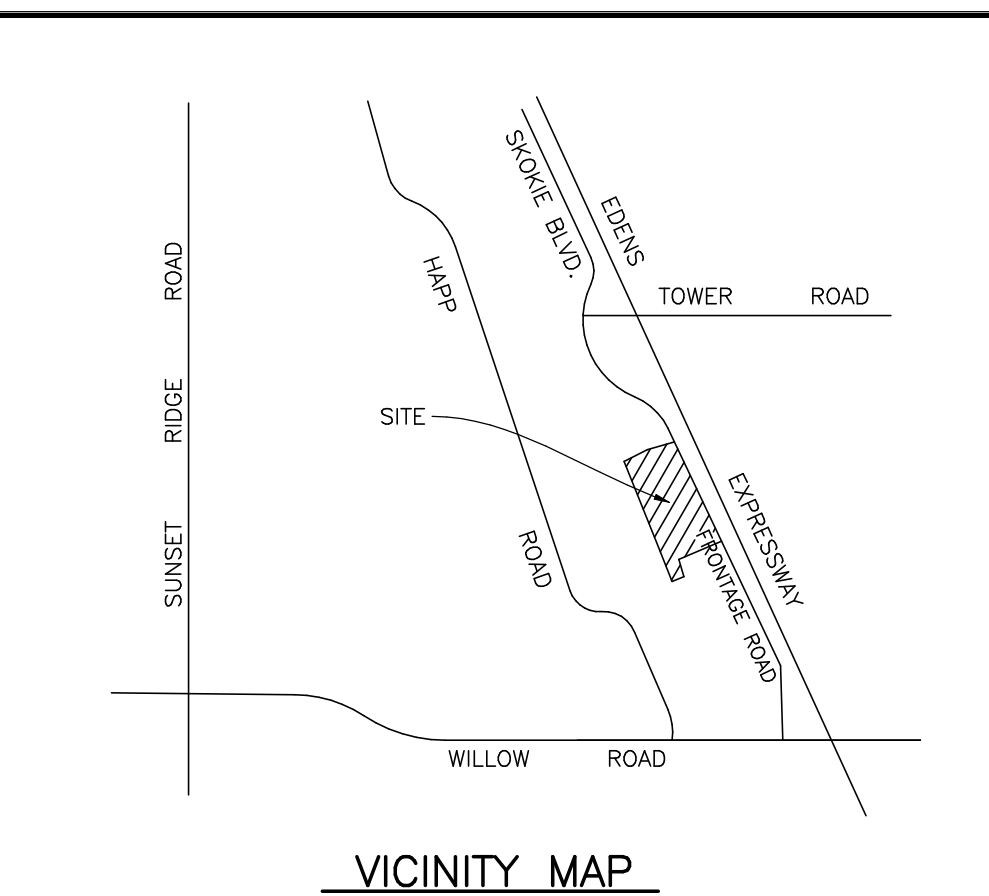 SKOKIE BLVD.
EDENS
EXPRESSWAY
TOWER ROAD
HAPP ROAD
SUNSET RIDGE ROAD
SITE
FRONTAGE ROAD
WILLOW ROAD
VICINITY MAP